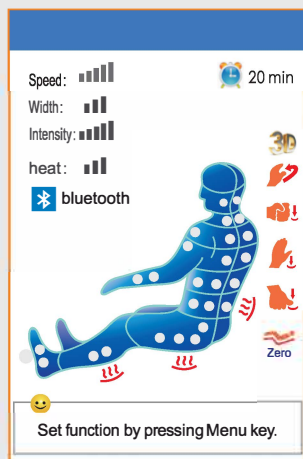 Speed:
20 min
Width:
Intensity:
heat:
bluetooth
3D
Zero
Set function by pressing Menu key.